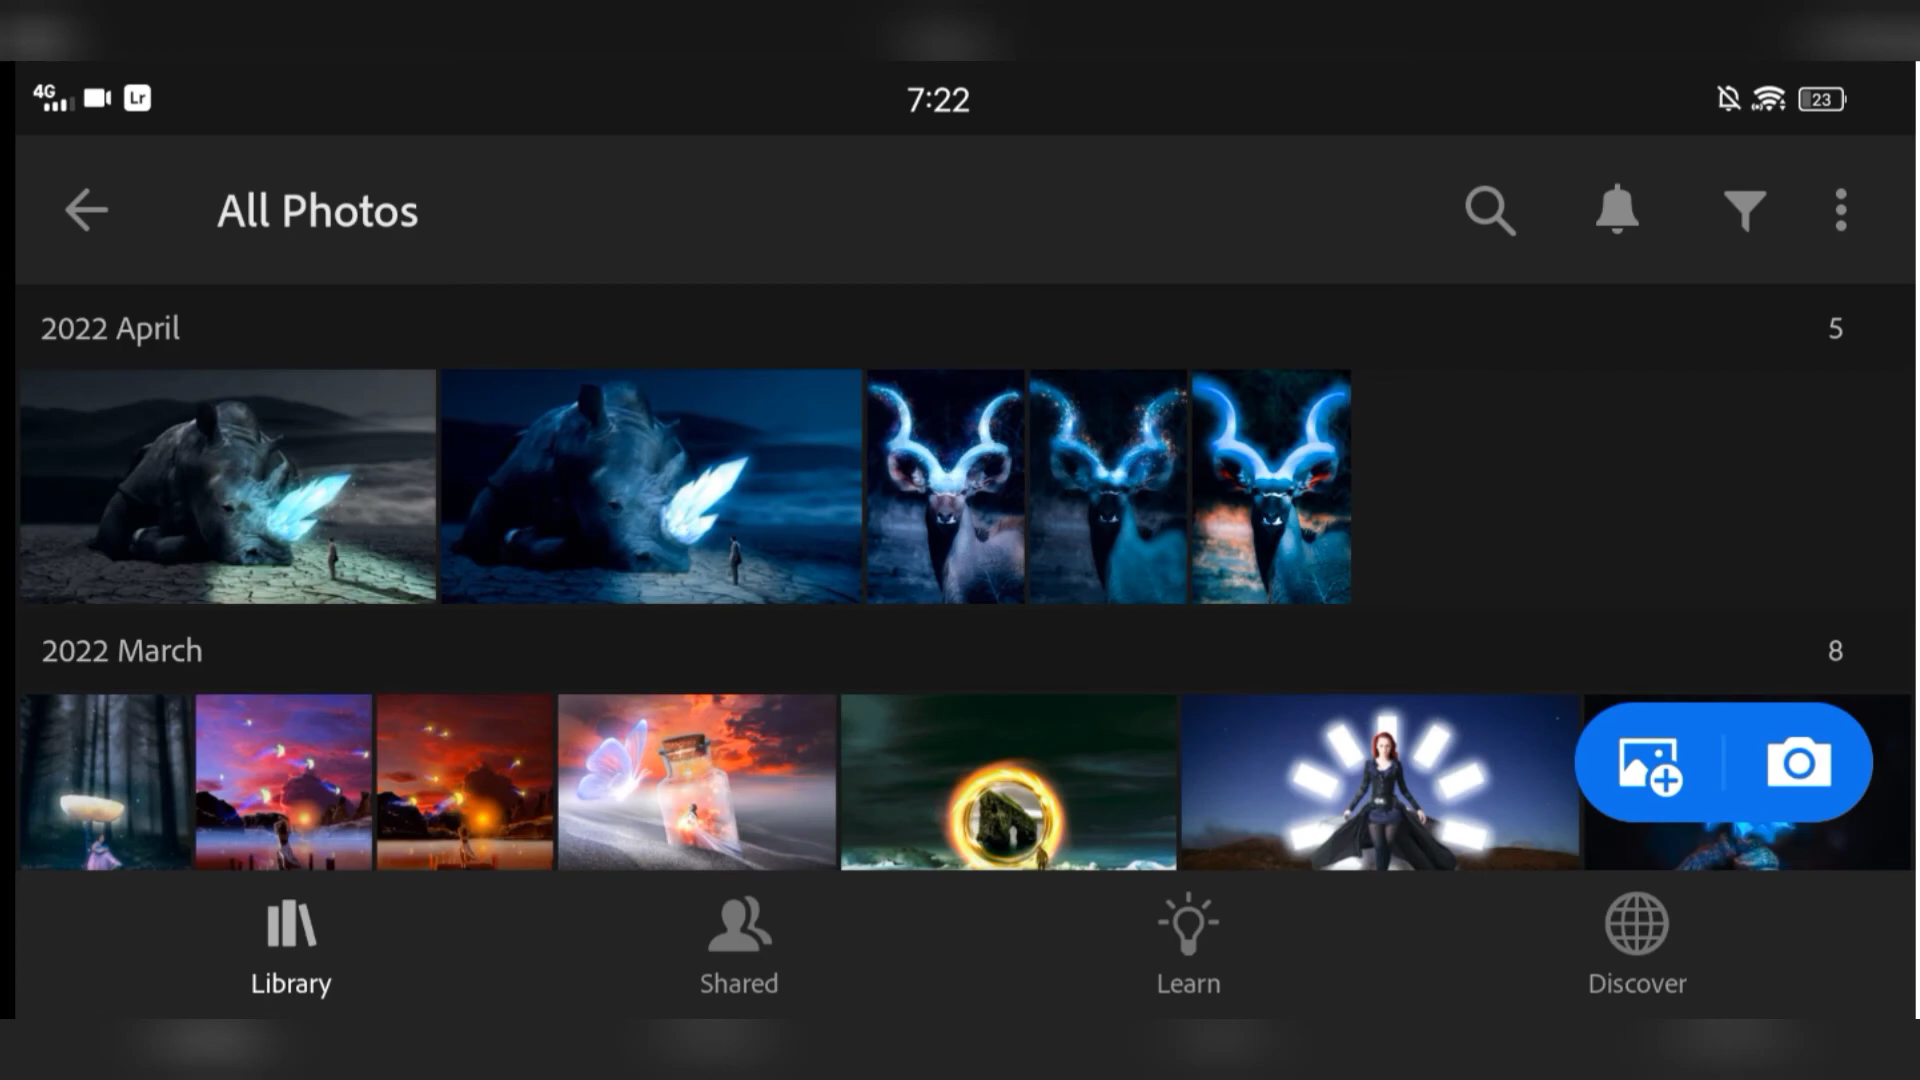 4G Lr 7:22 23
All Photos
2022 April 5
2022 March 8
Library Shared Learn Discover